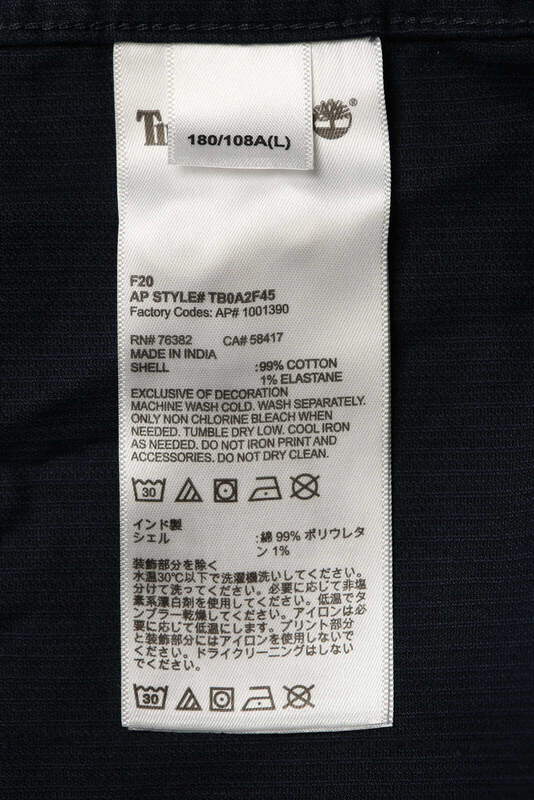 180/108A(L)
®
F20
AP STYLE# TB0A2F45
Factory Codes: AP# 1001390
RN# 76382 CA# 58417
MADE IN INDIA
SHELL :99% COTTON
1% ELASTANE
EXCLUSIVE OF DECORATION
MACHINE WASH COLD. WASH SEPARATELY.
ONLY NON CHLORINE BLEACH WHEN
NEEDED. TUMBLE DRY LOW. COOL IRON
AS NEEDED. DO NOT IRON PRINT AND
ACCESSORIES. DO NOT DRY CLEAN.
30
インド製
シェル :綿 99% ポリウレタ
ン 1%
装飾部分を除く
水温30℃以下で洗濯機洗いしてください。
分けて洗ってください。必要に応じて非塩
素系漂白剤を使用してください。低温でタ
ンブラー乾燥してください。アイロンは必
要に応じて低温にします。プリント部分
と装飾部分にはアイロンを使用しないで
ください。ドライクリーニングはしない
でください。
30